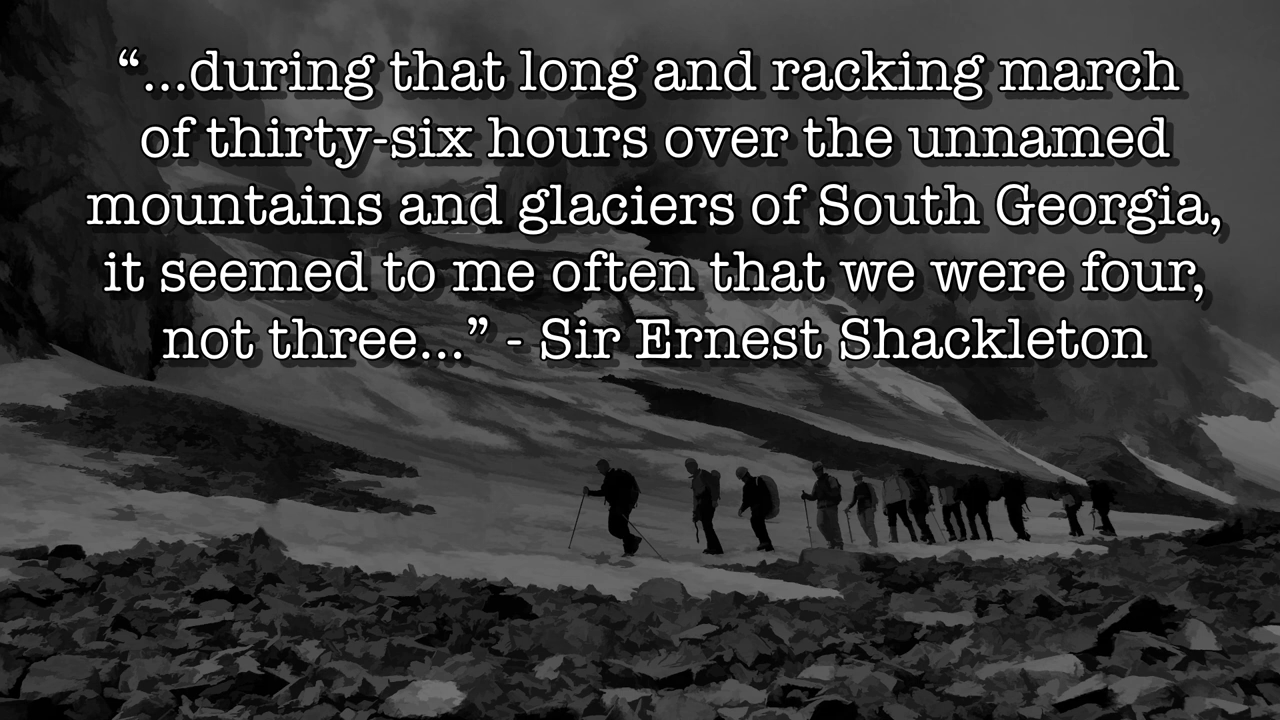 “...during that long and racking march
of thirty-six hours over the unnamed
mountains and glaciers of South Georgia,
it seemed to me often that we were four,
not three...” - Sir Ernest Shackleton